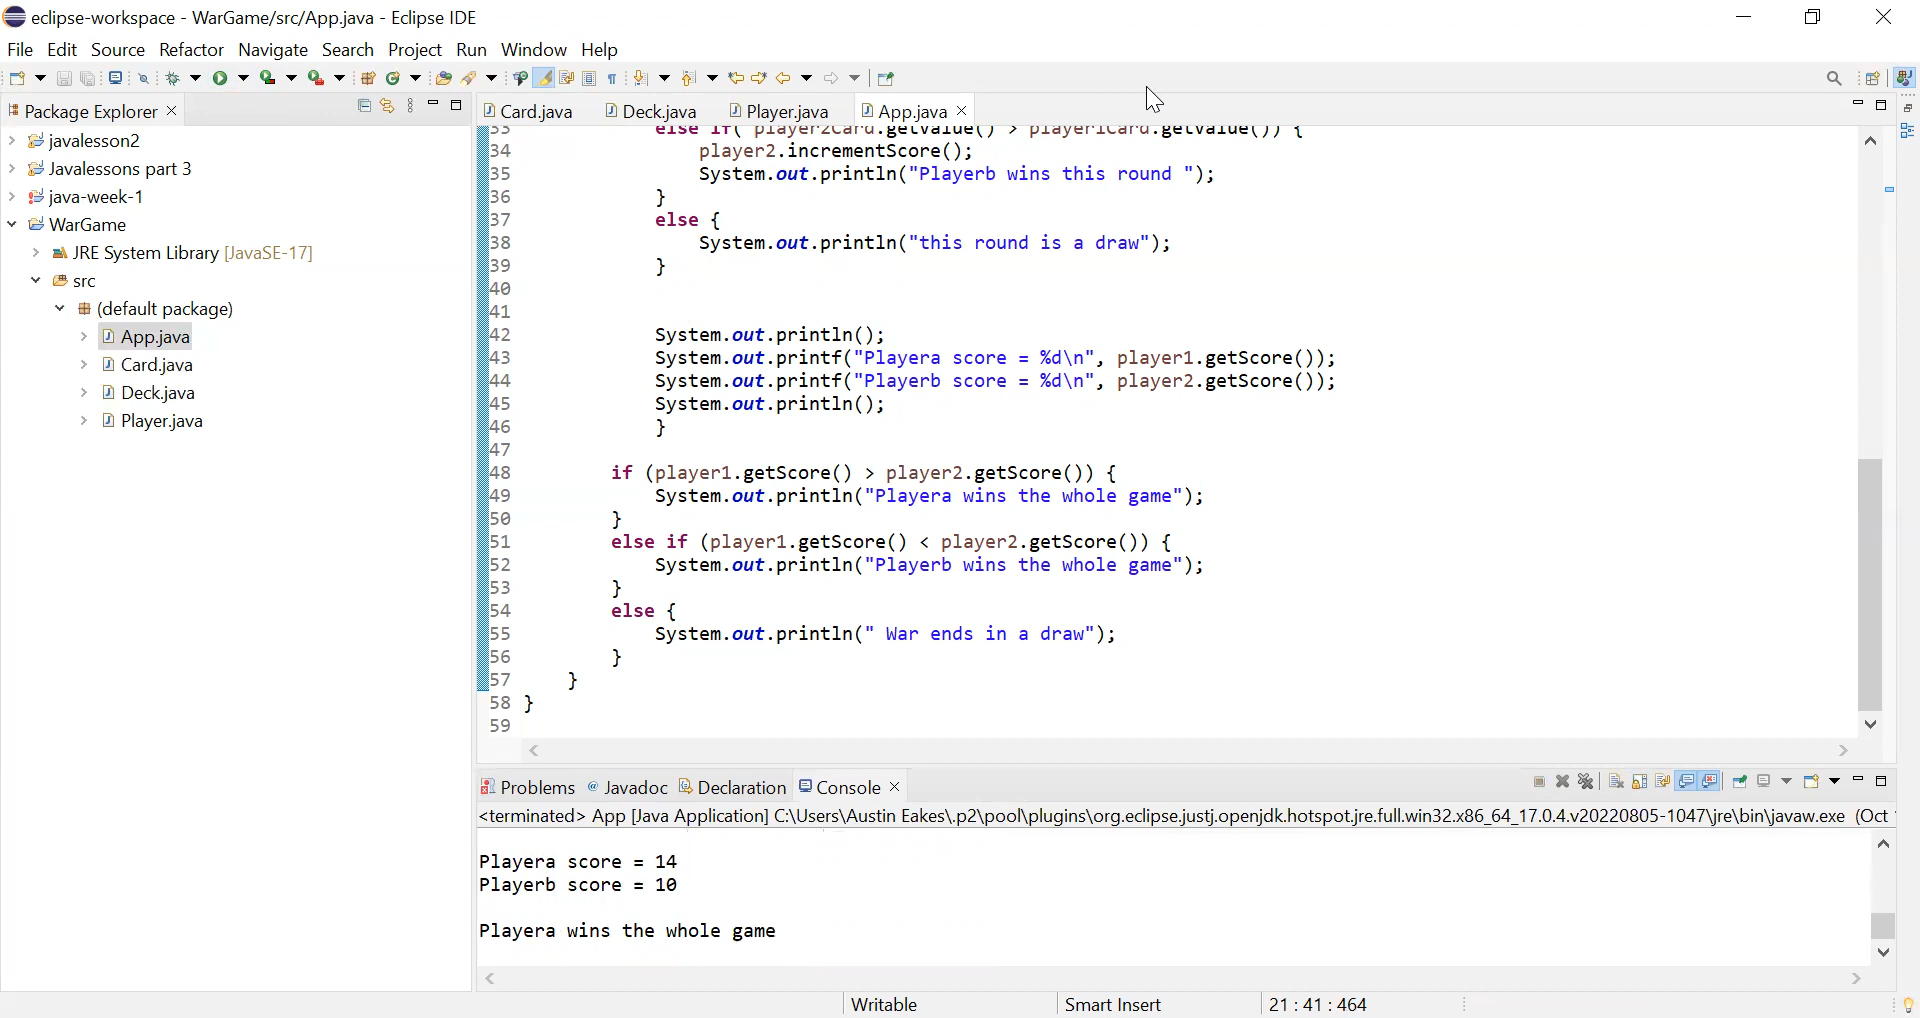 eclipse-workspace - WarGame/src/App.java - Eclipse IDE
File Edit Source Refactor Navigate Search Project Run Window Help
Package Explorer
Card.java Deck.java Player.java App.java
javalesson2
Javalessons part 3
java-week-1
WarGame
JRE System Library [JavaSE-17]
src
(default package)
App.java
Card.java
Deck.java
Player.java
33 else if( player2Card.getValue() > player1Card.getValue()) {
34 player2.incrementScore();
35 System.out.println("Playerb wins this round ");
36 }
37 else {
38 System.out.println("this round is a draw");
39 }
40
41
42 System.out.println();
43 System.out.printf("Playera score = %d\n", player1.getScore());
44 System.out.printf("Playerb score = %d\n", player2.getScore());
45 System.out.println();
46 }
47
48 if (player1.getScore() > player2.getScore()) {
49 System.out.println("Playera wins the whole game");
50 }
51 else if (player1.getScore() < player2.getScore()) {
52 System.out.println("Playerb wins the whole game");
53 }
54 else {
55 System.out.println(" War ends in a draw");
56 }
57 }
58 }
59
Problems Javadoc Declaration Console
<terminated> App [Java Application] C:\Users\Austin Eakes\.p2\pool\plugins\org.eclipse.justj.openjdk.hotspot.jre.full.win32.x86_64_17.0.4.v20220805-1047\jre\bin\javaw.exe (Oct
Playera score = 14
Playerb score = 10
Playera wins the whole game
Writable Smart Insert 21 : 41 : 464